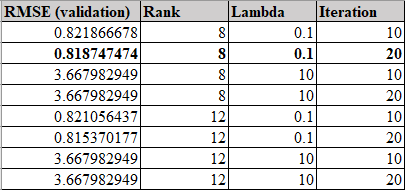 RMSE (validation) Rank Lambda Iteration
0.821866678 8 0.1 10
0.818747474 8 0.1 20
3.667982949 8 10 10
3.667982949 8 10 20
0.821056437 12 0.1 10
0.815370177 12 0.1 20
3.667982949 12 10 10
3.667982949 12 10 20